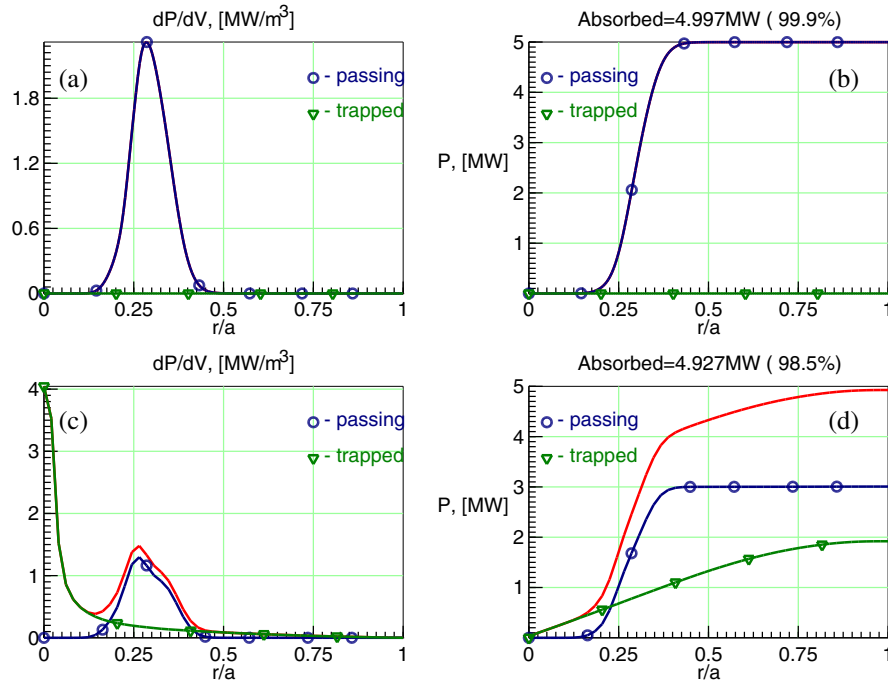 dP/dV, [MW/m³]
(a)
- passing
- trapped
1.8
1.2
0.6
0
0 0.25 0.5 0.75 1
r/a
Absorbed=4.997MW ( 99.9%)
5
- passing
(b)
4
- trapped
P, [MW]
3
2
1
0 0.25 0.5 0.75 1
r/a
dP/dV, [MW/m³]
4
(c)
- passing
- trapped
3
2
1
0
0 0.25 0.5 0.75 1
r/a
Absorbed=4.927MW ( 98.5%)
5
- passing
(d)
4
- trapped
P, [MW]
3
2
1
0 0.25 0.5 0.75 1
r/a